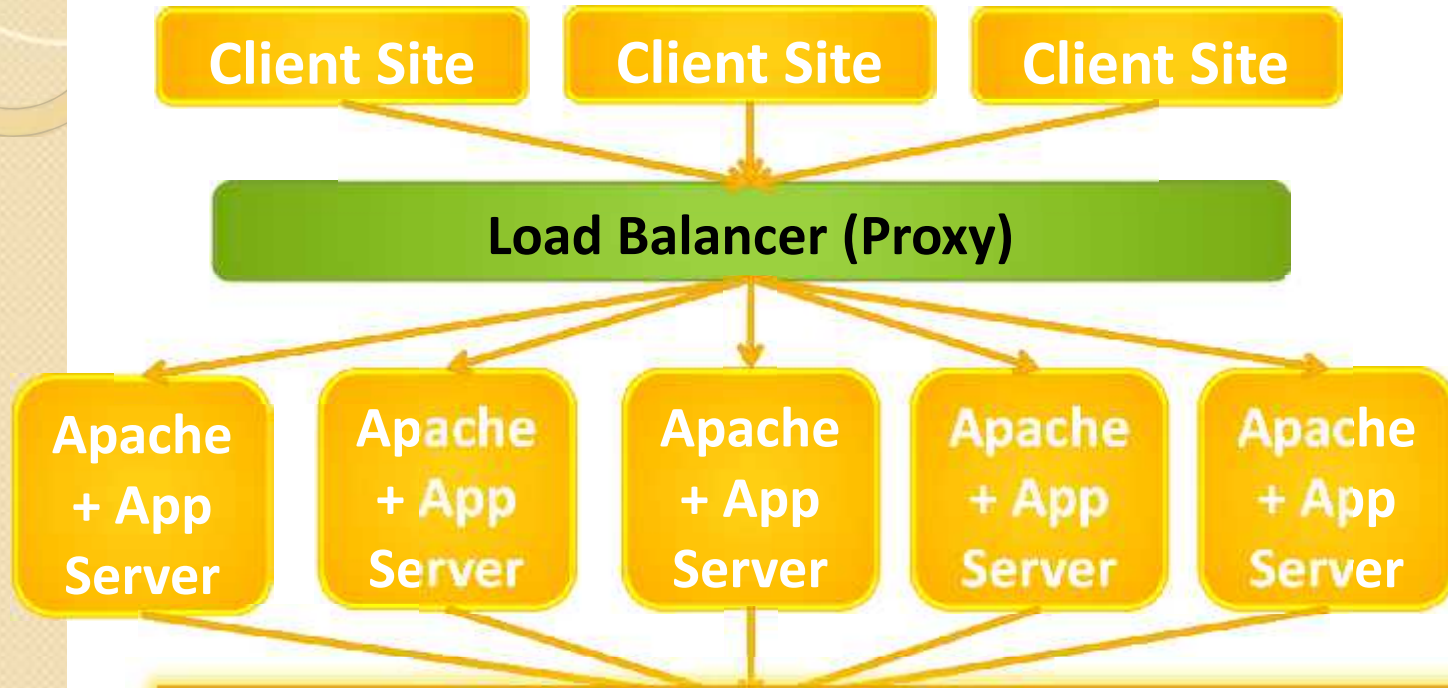 Client Site
Client Site
Client Site
Load Balancer (Proxy)
Apache
+ App
Server
Apache
+ App
Server
Apache
+ App
Server
Apache
+ App
Server
Apache
+ App
Server